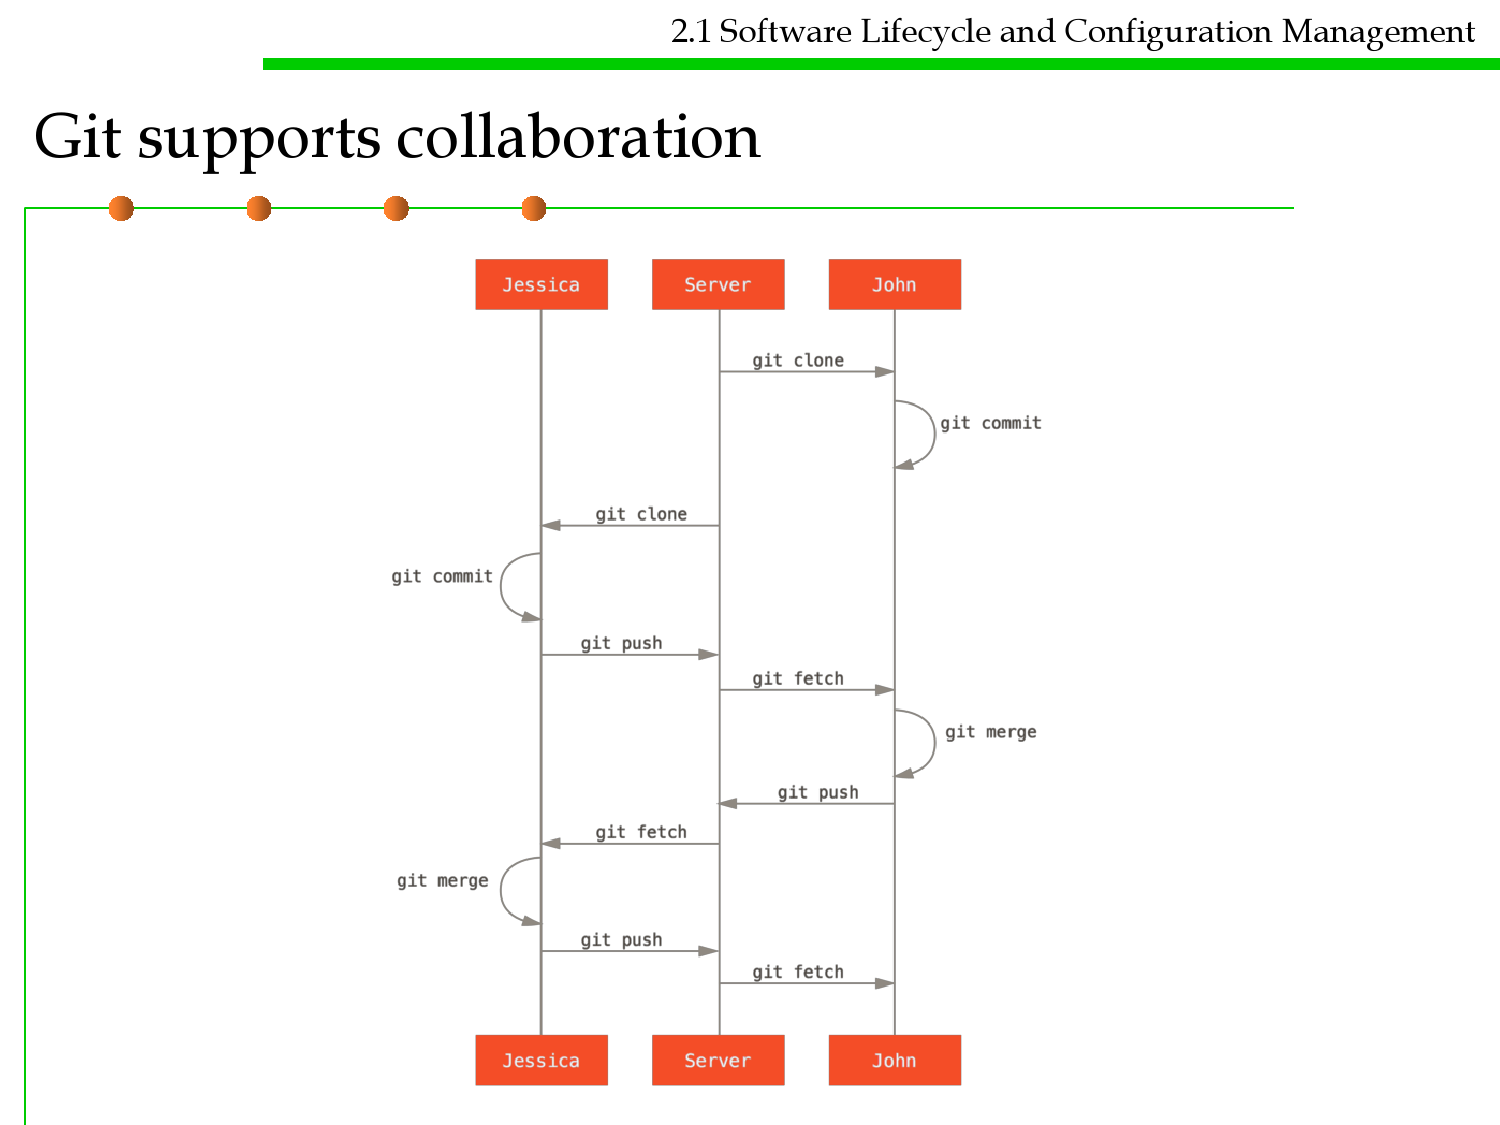 2.1 Software Lifecycle and Configuration Management
Git supports collaboration
Jessica
Server
John
git clone
git commit
git clone
git commit
git push
git fetch
git merge
git push
git fetch
git merge
git push
git fetch
Jessica
Server
John